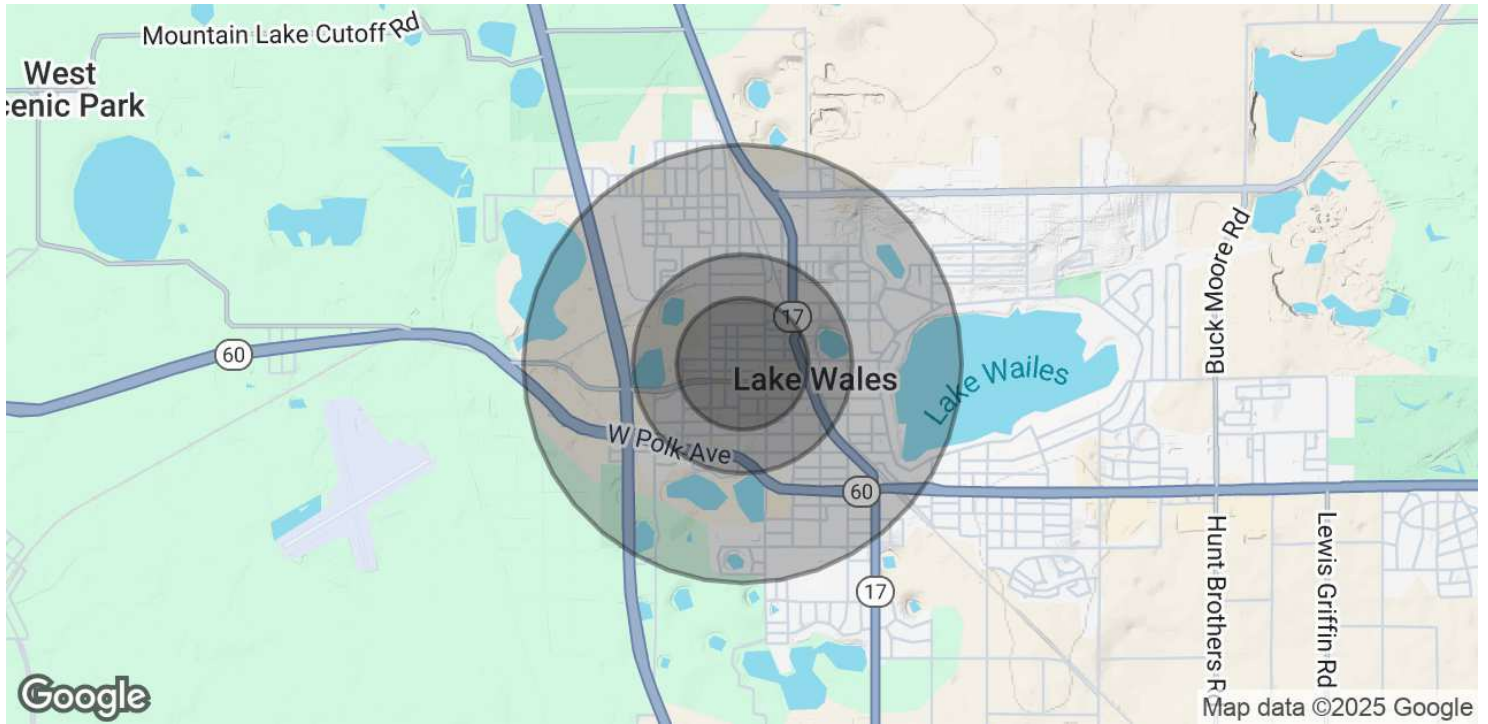 Mountain Lake Cutoff Rd
West
cenic Park
17
60
Lake Wales
Lake Wailes
Buck Moore Rd
W Polk Ave
60
17
Hunt Brothers R
Lewis Griffin Rd
Google
Map data ©2025 Google